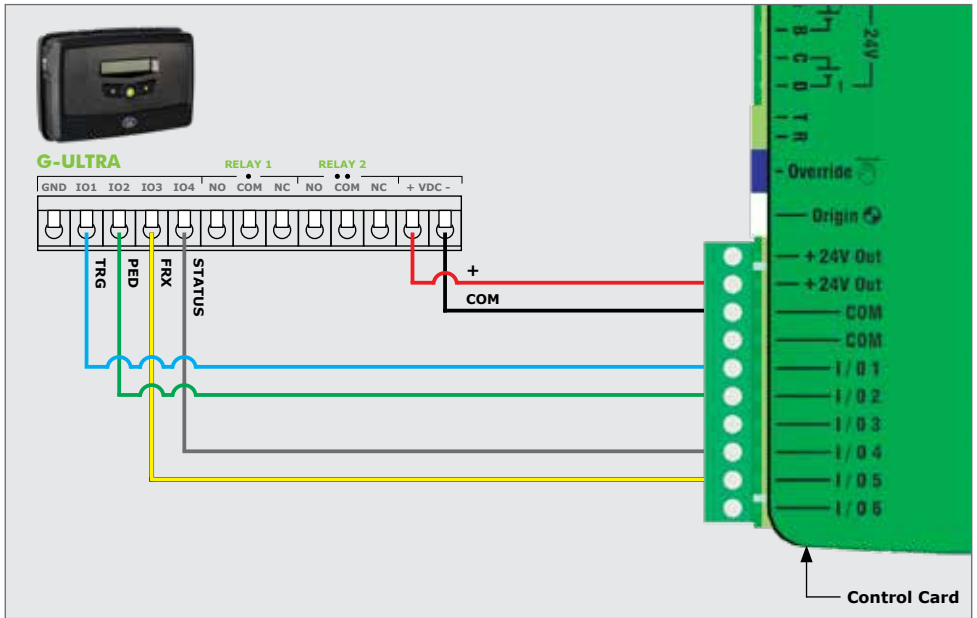 G-ULTRA
RELAY 1
RELAY 2
GND IO1 IO2 IO3 IO4 NO COM NC NO COM NC + VDC -
TRG
PED
FRX
STATUS
+
COM
24V
B
C
D
T
R
Override
Origin
+24V Out
+24V Out
COM
COM
I/O 1
I/O 2
I/O 3
I/O 4
I/O 5
I/O 6
Control Card